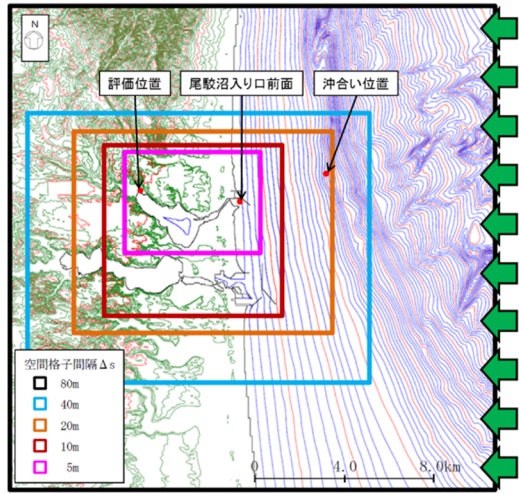 N
評価位置
尾駮沼入り口前面
沖合い位置
空間格子間隔Δs
80m
40m
20m
10m
5m
0 4.0 8.0km